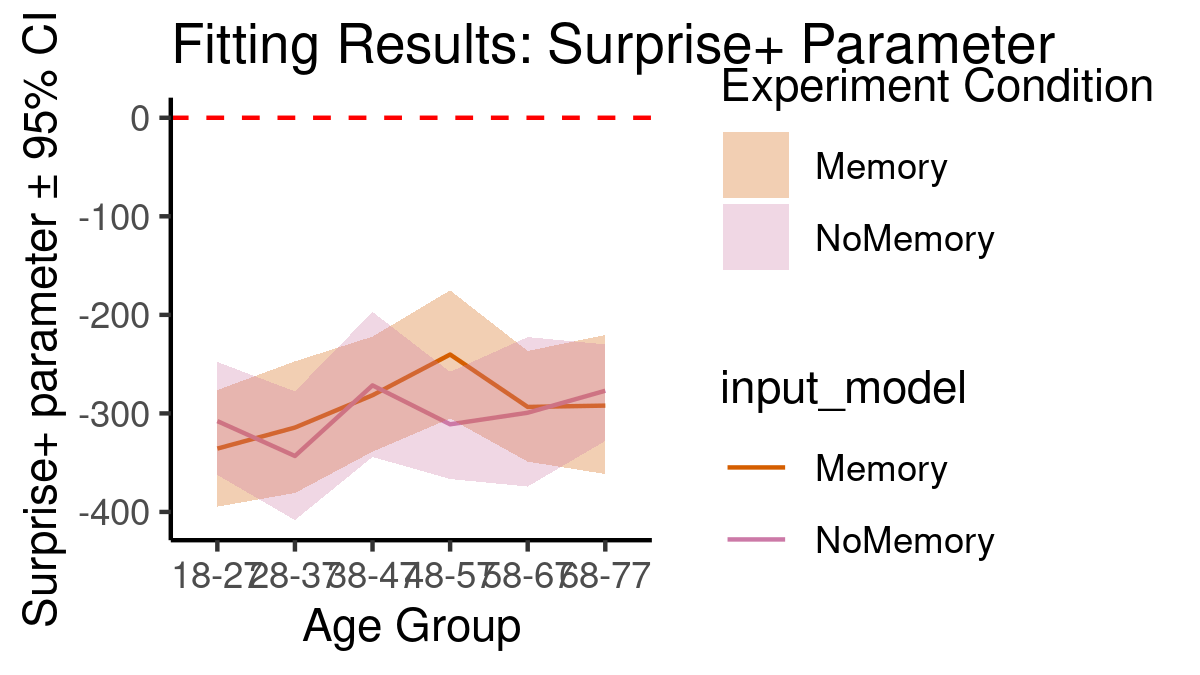 Fitting Results: Surprise+ Parameter
Surprise+ parameter ± 95% CI
0
-100
-200
-300
-400
18-27
28-37
38-47
48-57
58-67
68-77
Age Group
Experiment Condition
Memory
NoMemory
input_model
Memory
NoMemory